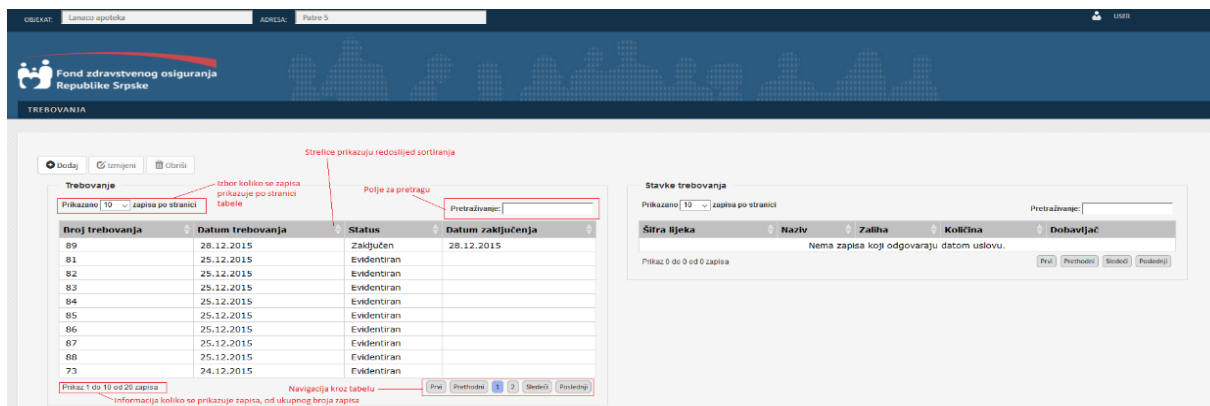 OBJEKAT: Lanaco apoteka ADRESA: Patre 5 USER
Fond zdravstvenog osiguranja
Republike Srpske
TREBOVANJA
Strelice prikazuju redoslijed sortiranja
Dodaj Izmijeni Obriši
Trebovanje
Izbor koliko se zapisa
prikazuje po stranici
tabele
Polje za pretragu
Prikazano 10 zapisa po stranici
Pretraživanje:
Broj trebovanja Datum trebovanja Status Datum zaključenja
89 28.12.2015 Zaključen 28.12.2015
81 25.12.2015 Evidentiran
82 25.12.2015 Evidentiran
83 25.12.2015 Evidentiran
84 25.12.2015 Evidentiran
85 25.12.2015 Evidentiran
86 25.12.2015 Evidentiran
87 25.12.2015 Evidentiran
88 25.12.2015 Evidentiran
73 24.12.2015 Evidentiran
Prikaz 1 do 10 od 20 zapisa
Navigacija kroz tabelu
Prvi Prethodni 1 2 Sledeći Poslednji
Informacija koliko se prikazuje zapisa, od ukupnog broja zapisa
Stavke trebovanja
Prikazano 10 zapisa po stranici
Pretraživanje:
Šifra lijeka Naziv Zaliha Količina Dobavljač
Nema zapisa koji odgovaraju datom uslovu.
Prikaz 0 do 0 od 0 zapisa
Prvi Prethodni Sledeći Poslednji